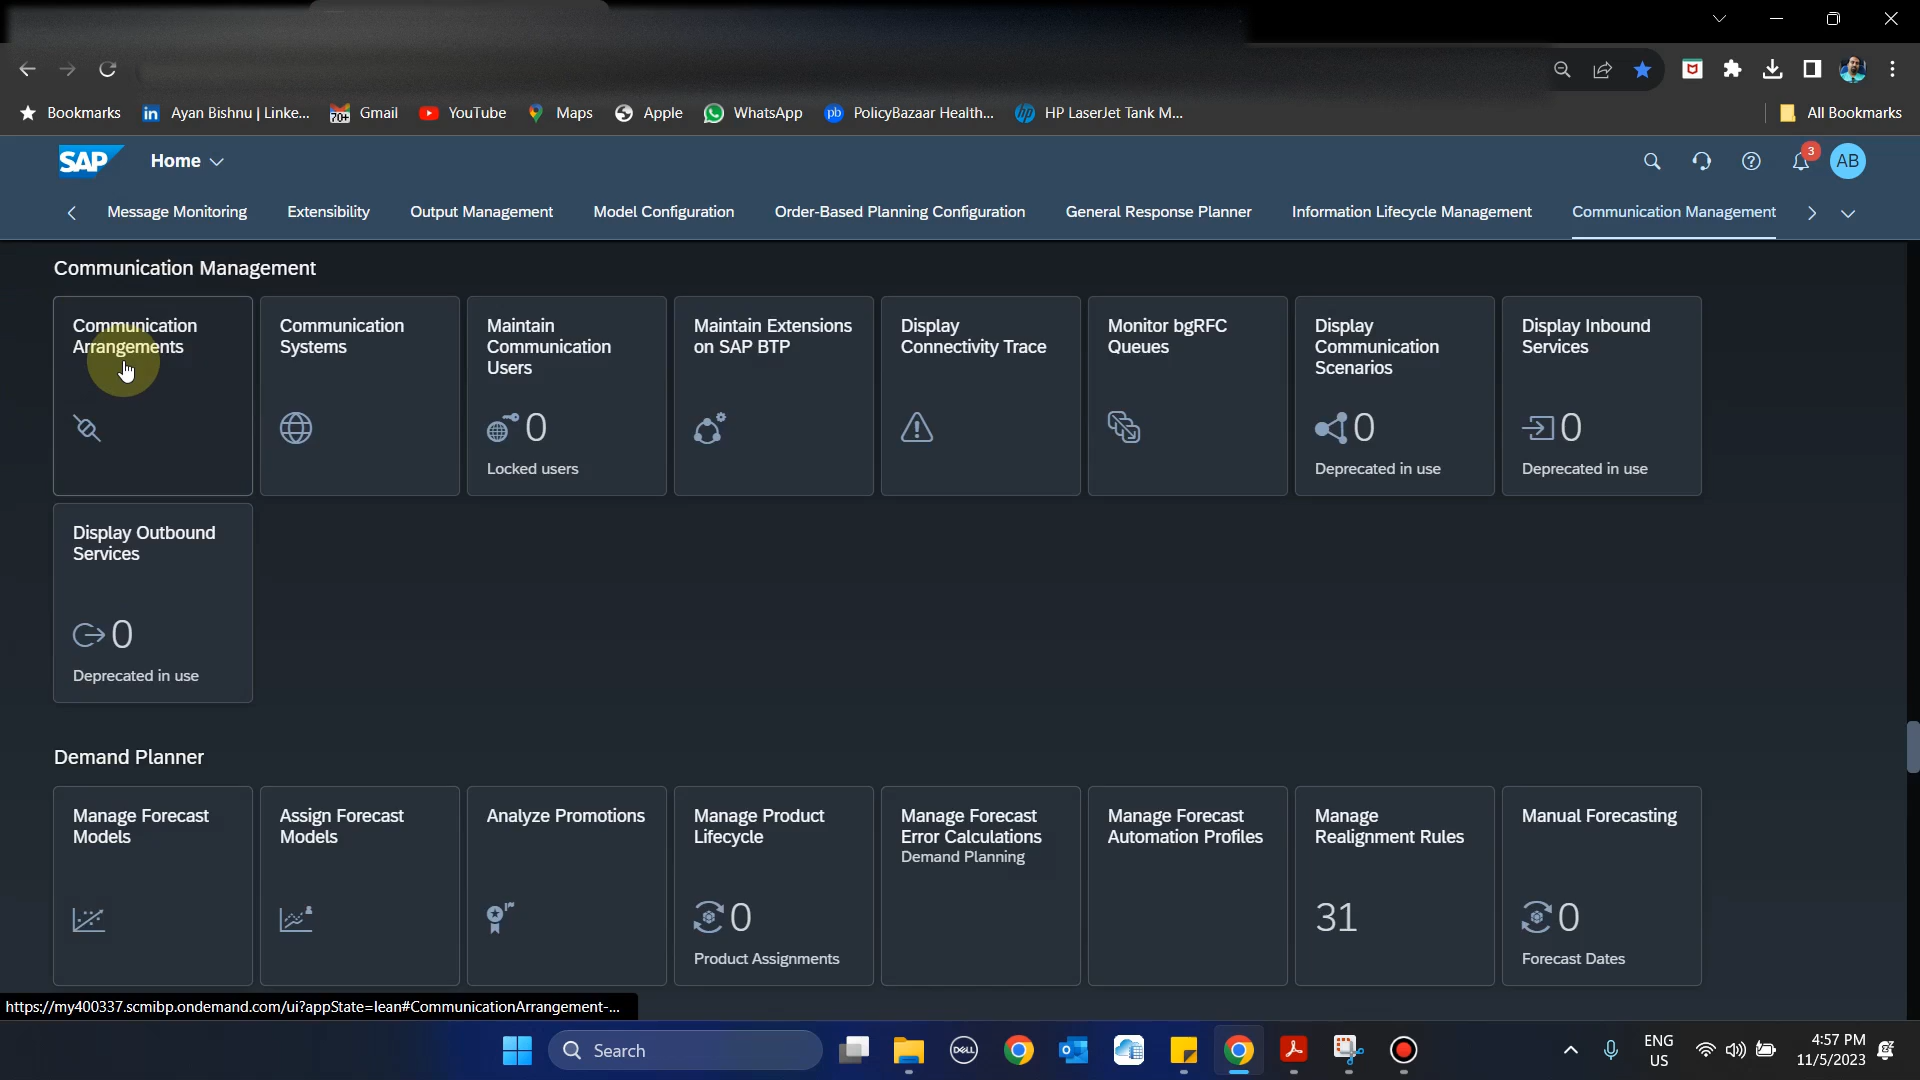 Bookmarks
Ayan Bishnu | Linke...
70+
Gmail
YouTube
Maps
Apple
WhatsApp
pb
PolicyBazaar Health...
hp
HP LaserJet Tank M...
All Bookmarks
SAP
Home
3
AB
Message Monitoring
Extensibility
Output Management
Model Configuration
Order-Based Planning Configuration
General Response Planner
Information Lifecycle Management
Communication Management
Communication Management
Communication
Arrangements
Communication
Systems
Maintain
Communication
Users
0
Locked users
Maintain Extensions
on SAP BTP
Display
Connectivity Trace
Monitor bgRFC
Queues
Display
Communication
Scenarios
0
Deprecated in use
Display Inbound
Services
0
Deprecated in use
Display Outbound
Services
0
Deprecated in use
Demand Planner
Manage Forecast
Models
Assign Forecast
Models
Analyze Promotions
Manage Product
Lifecycle
0
Product Assignments
Manage Forecast
Error Calculations
Demand Planning
Manage Forecast
Automation Profiles
Manage
Realignment Rules
31
Manual Forecasting
0
Forecast Dates
https://my400337.scmibp.ondemand.com/ui?appState=lean#CommunicationArrangement-...
Search
DELL
ENG
US
4:57 PM
11/5/2023